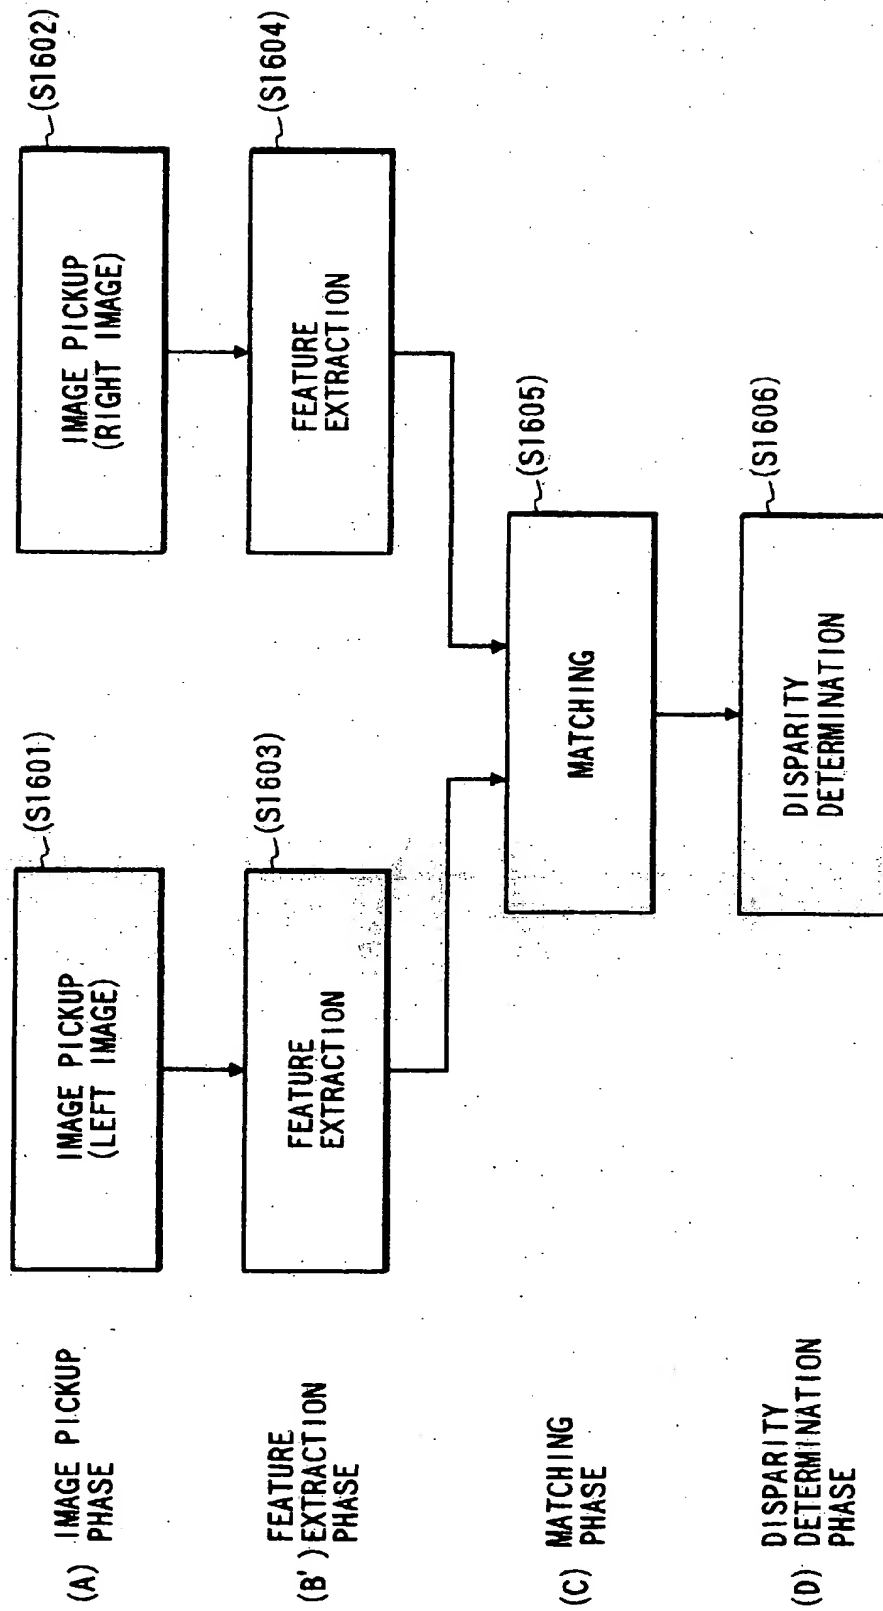 (A) IMAGE PICKUP
PHASE
IMAGE PICKUP
(LEFT IMAGE)
(S1601)
IMAGE PICKUP
(RIGHT IMAGE)
(S1602)
FEATURE
(B') EXTRACTION
PHASE
FEATURE
EXTRACTION
(S1603)
FEATURE
EXTRACTION
(S1604)
(C) MATCHING
PHASE
MATCHING
(S1605)
DISPARITY
(D) DETERMINATION
PHASE
DISPARITY
DETERMINATION
(S1606)